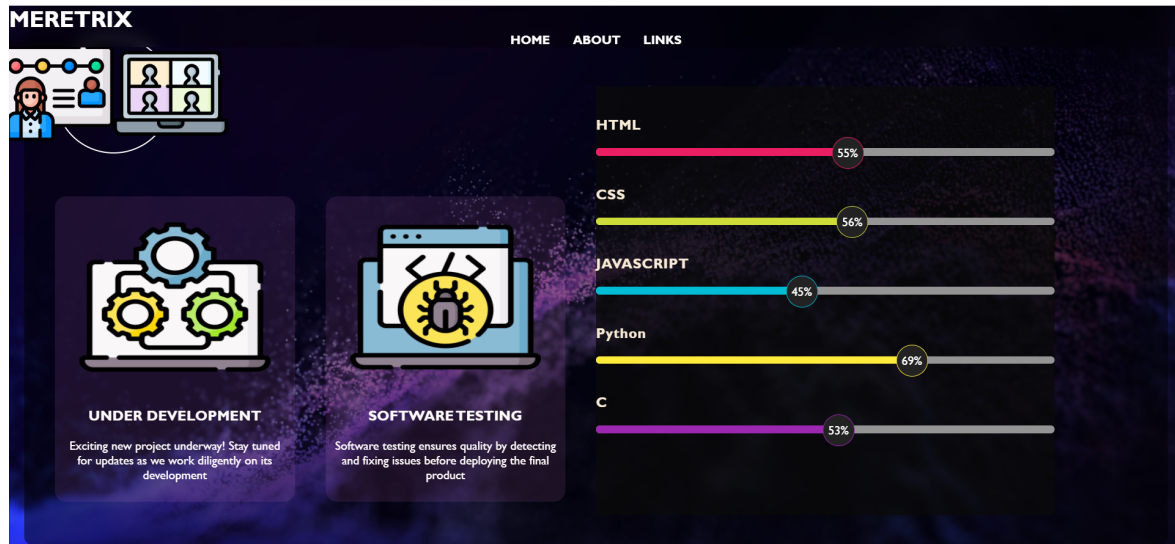 MERETRIX
HOME ABOUT LINKS
UNDER DEVELOPMENT
Exciting new project underway! Stay tuned
for updates as we work diligently on its
development
SOFTWARE TESTING
Software testing ensures quality by detecting
and fixing issues before deploying the final
product
HTML
55%
CSS
56%
JAVASCRIPT
45%
Python
69%
C
53%